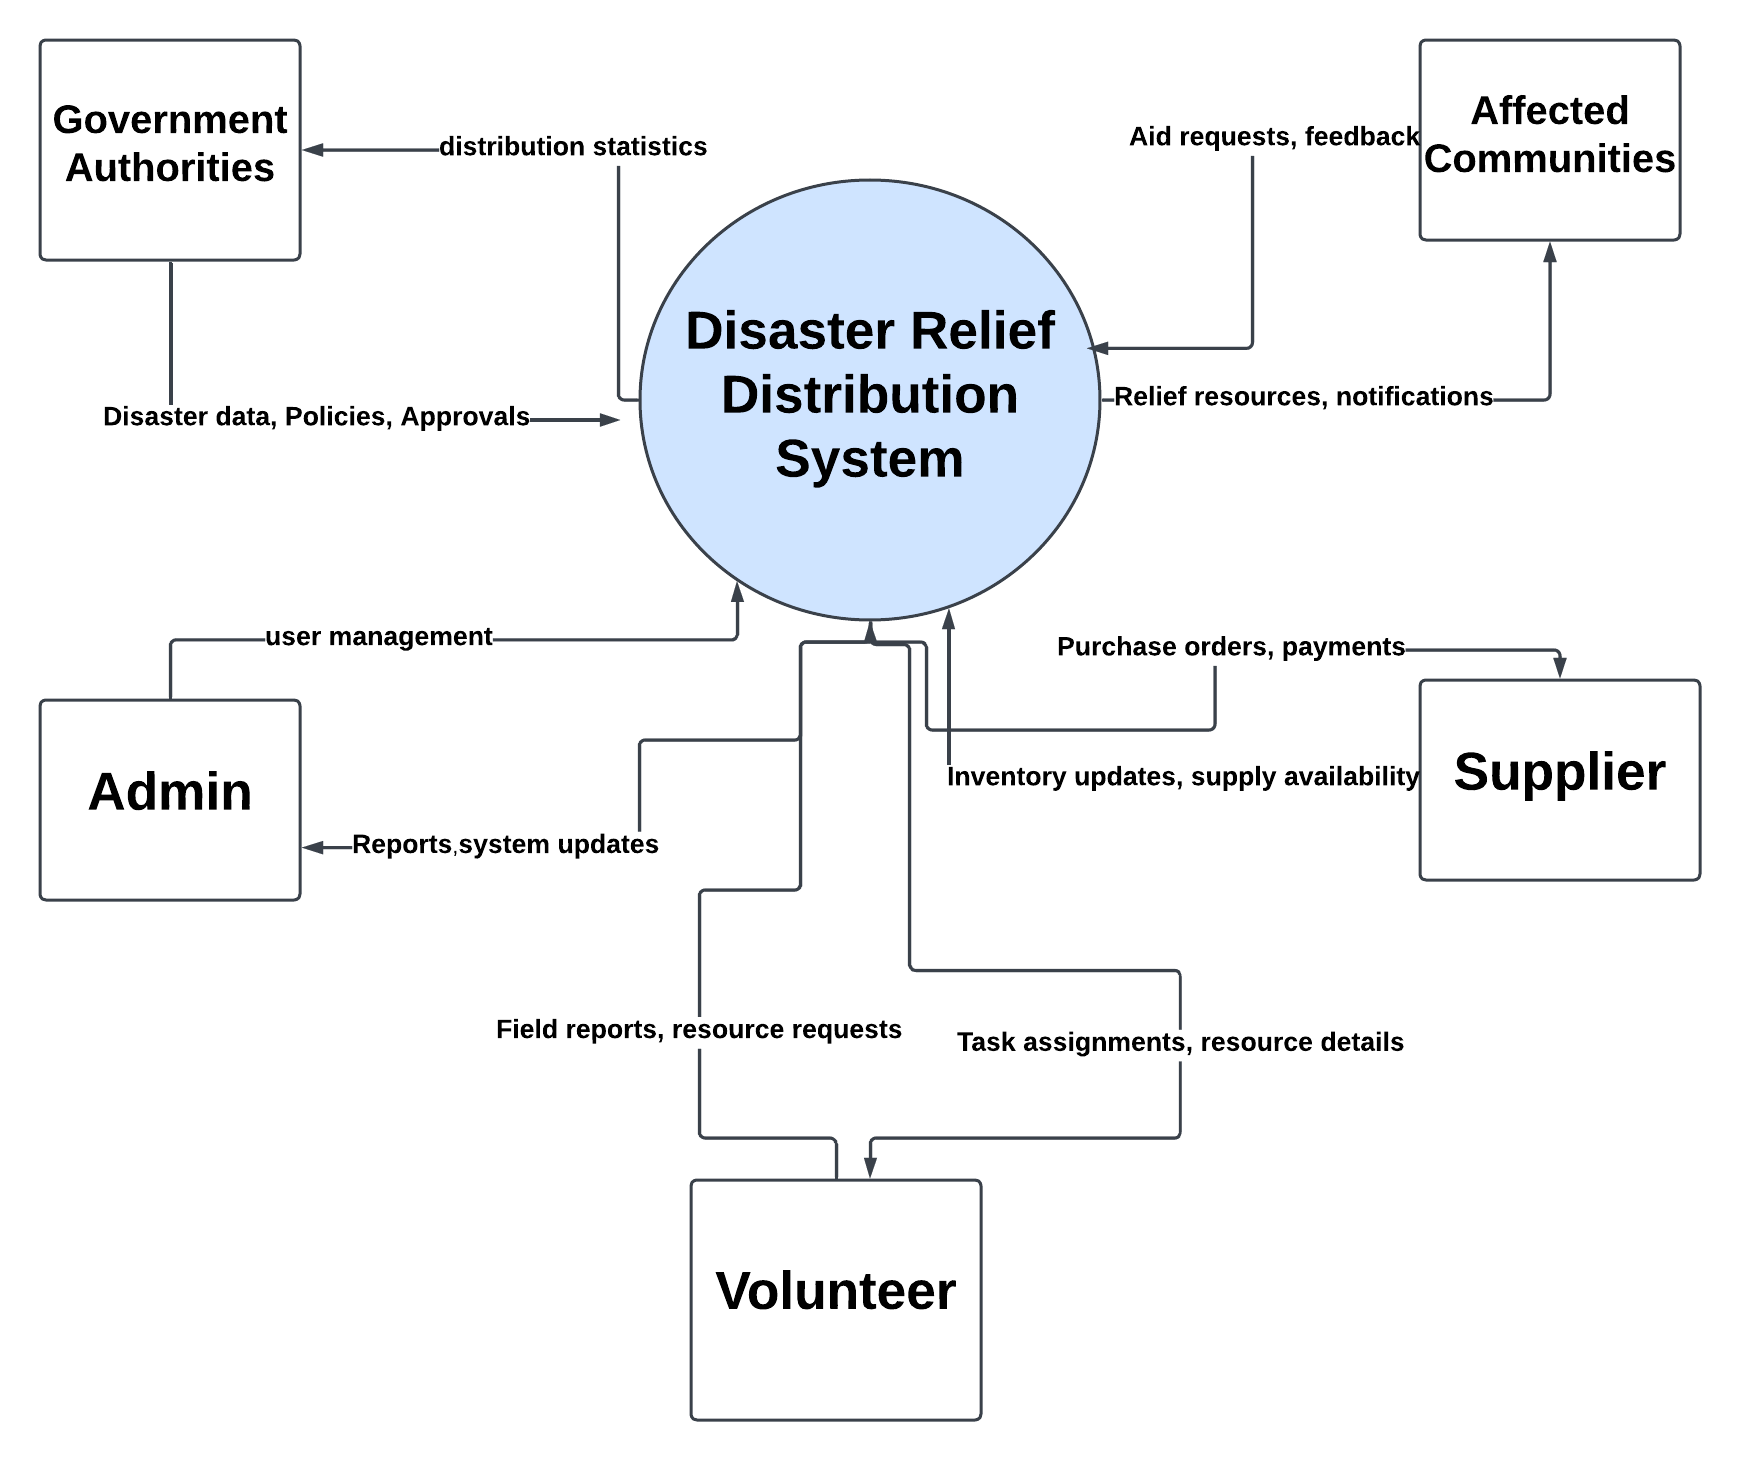 Government
Authorities
distribution statistics
Aid requests, feedback
Affected
Communities
Disaster Relief
Distribution
System
Disaster data, Policies, Approvals
Relief resources, notifications
user management
Purchase orders, payments
Admin
Inventory updates, supply availability
Supplier
Reports,system updates
Field reports, resource requests
Task assignments, resource details
Volunteer